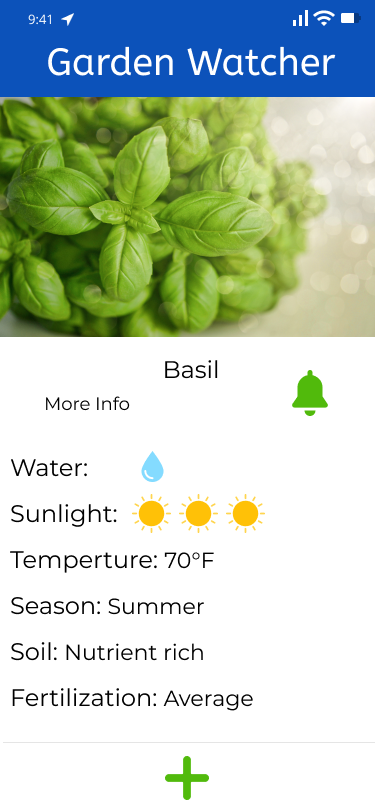 9:41
Garden Watcher
Basil
More Info
Water:
Sunlight:
Temperture: 70°F
Season: Summer
Soil: Nutrient rich
Fertilization: Average